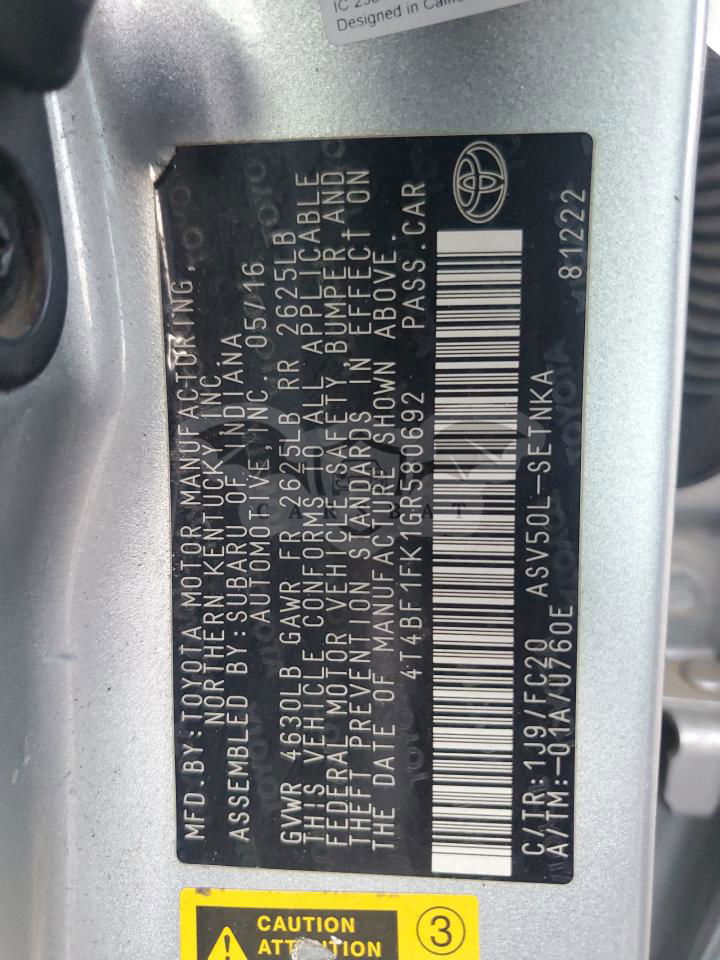 IC
Designed in
MFD.BY:TOYOTA MOTOR MANUFACTURING,
NORTHERN KENTUCKY,INC.
ASSEMBLED BY:SUBARU OF INDIANA
AUTOMOTIVE,INC. 05/16
GVWR 4630LB GAWR FR 2625LB RR 2625LB
THIS VEHICLE CONFORMS TO ALL APPLICABLE
FEDERAL MOTOR VEHICLE SAFETY, BUMPER,AND
THEFT PREVENTION STANDARDS IN EFFECT ON
THE DATE OF MANUFACTURE SHOWN ABOVE.
4T4BF1FK1GR580692 PASS.CAR
C/TR:1J9/FC20 ASV50L-SETNKA
A/TM:-01A/U760E 81222
CAR BAT
CAUTION
3